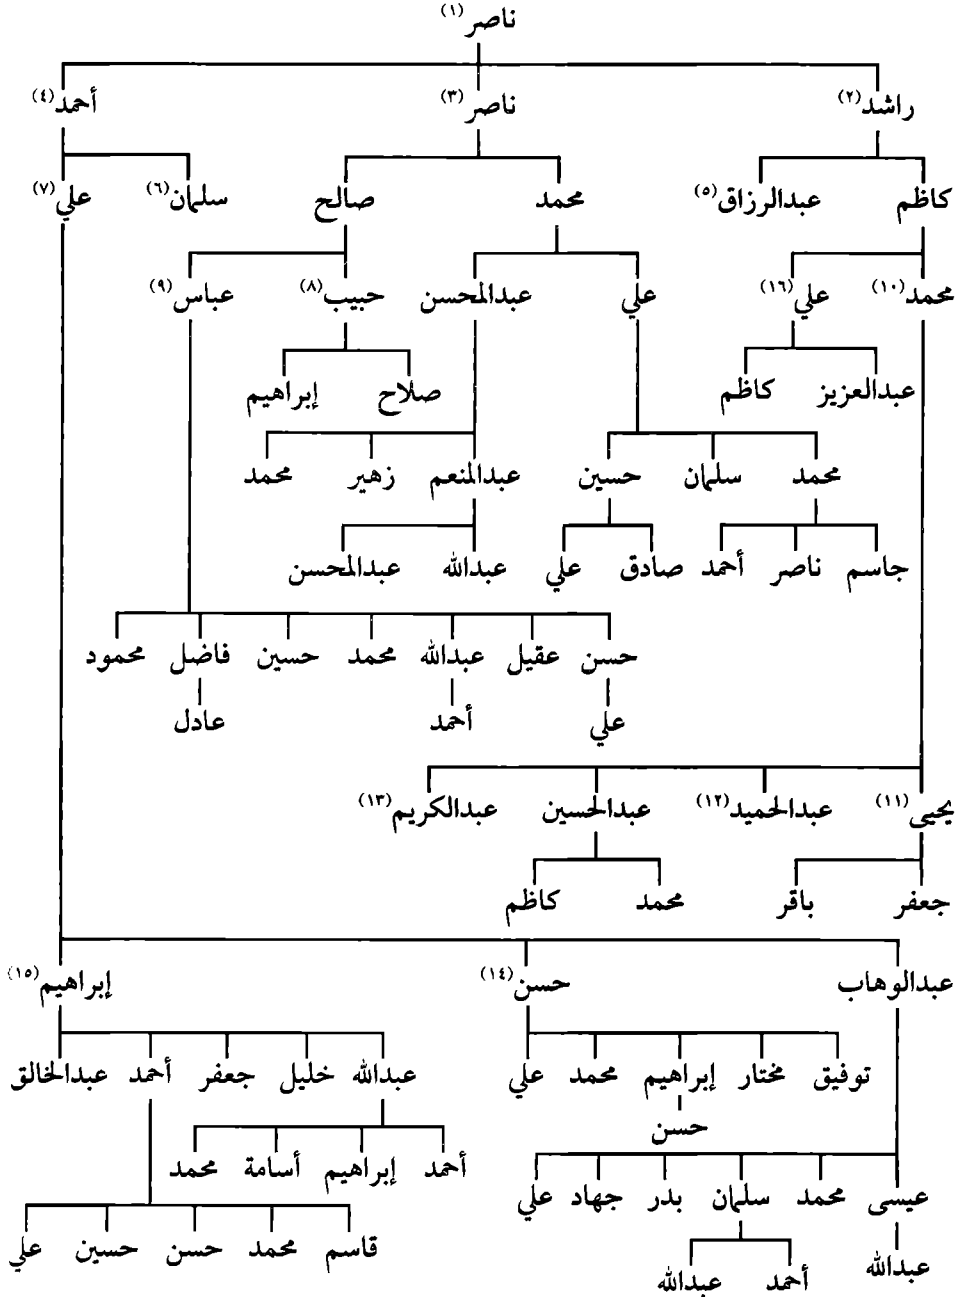 ناصر (١)
راشد (٢) ناصر (٣) أحمد (٤)
كاظم عبدالرزاق (٥) محمد صالح سلمان (٦) علي (٧)
محمد (١٠) علي (١٦) علي عبدالمحسن حبيب (٨) عباس (٩)
عبدالعزيز كاظم صلاح إبراهيم
محمد سلمان حسين عبدالمنعم زهير محمد
جاسم ناصر أحمد صادق علي عبدالله عبدالمحسن
حسن عقيل عبدالله محمد حسين فاضل محمود
علي أحمد عادل
يحيى (١١) عبدالحميد (١٢) عبدالحسين عبدالكريم (١٣)
جعفر باقر محمد كاظم
عبدالوهاب حسن (١٤) إبراهيم (١٥)
توفيق مختار إبراهيم محمد علي عبدالله خليل جعفر أحمد عبدالخالق
حسن
أحمد إبراهيم أسامة محمد
عيسى محمد سلمان بدر جهاد علي
قاسم محمد حسن حسين علي
عبدالله أحمد عبدالله